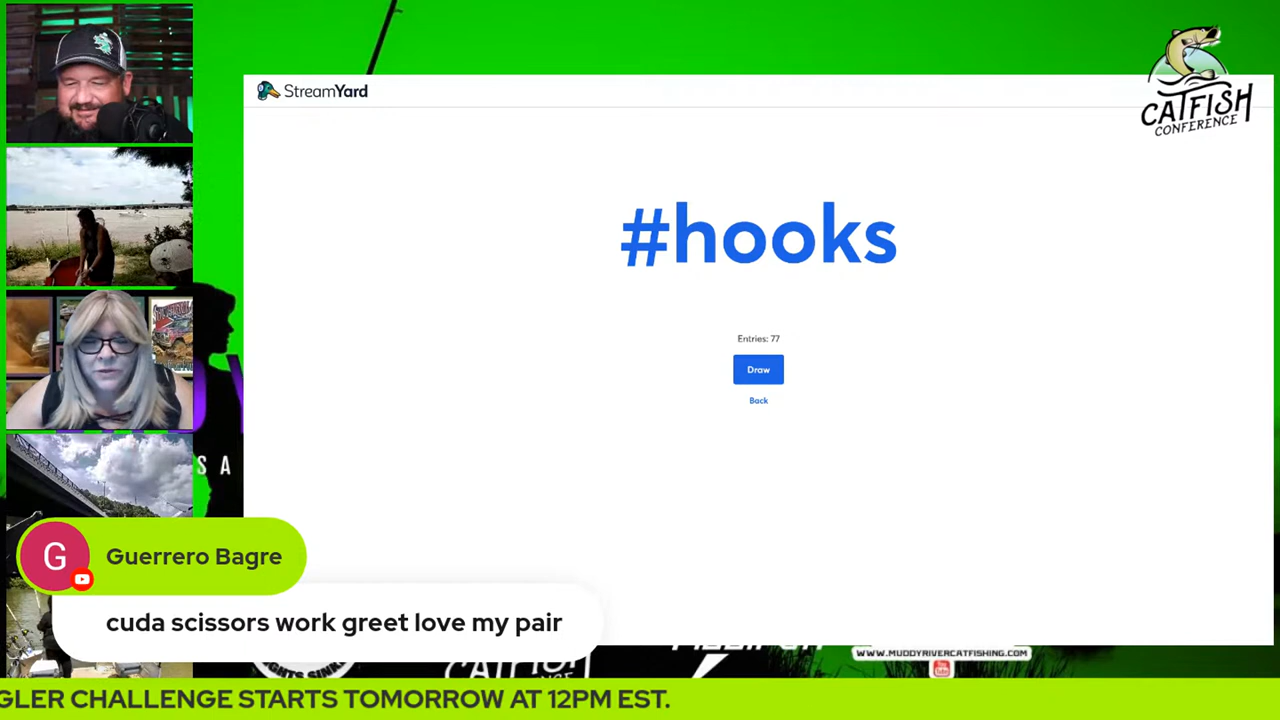 StreamYard
CATFISH
CONFERENCE
#hooks
Entries: 77
Draw
Back
S A
G
Guerrero Bagre
cuda scissors work greet love my pair
WWW.MUDDYRIVERCATFISHING.COM
GLER CHALLENGE STARTS TOMORROW AT 12PM EST.